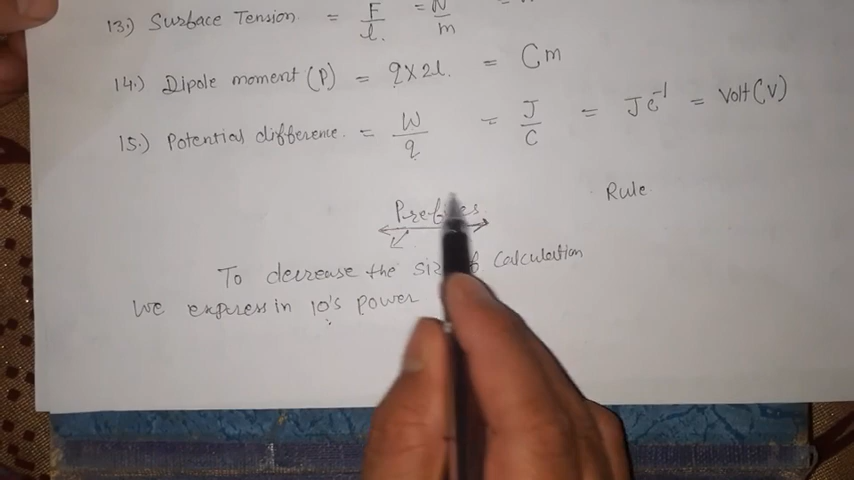 13.) Surface Tension = F/l. = N/m =
14.) Dipole moment (P) = q×2l. = Cm
15.) Potential difference. = W/q = J/C = JC⁻¹ = Volt(V)
Prefixes
Rule
To decrease the size of calculation
We express in 10's power